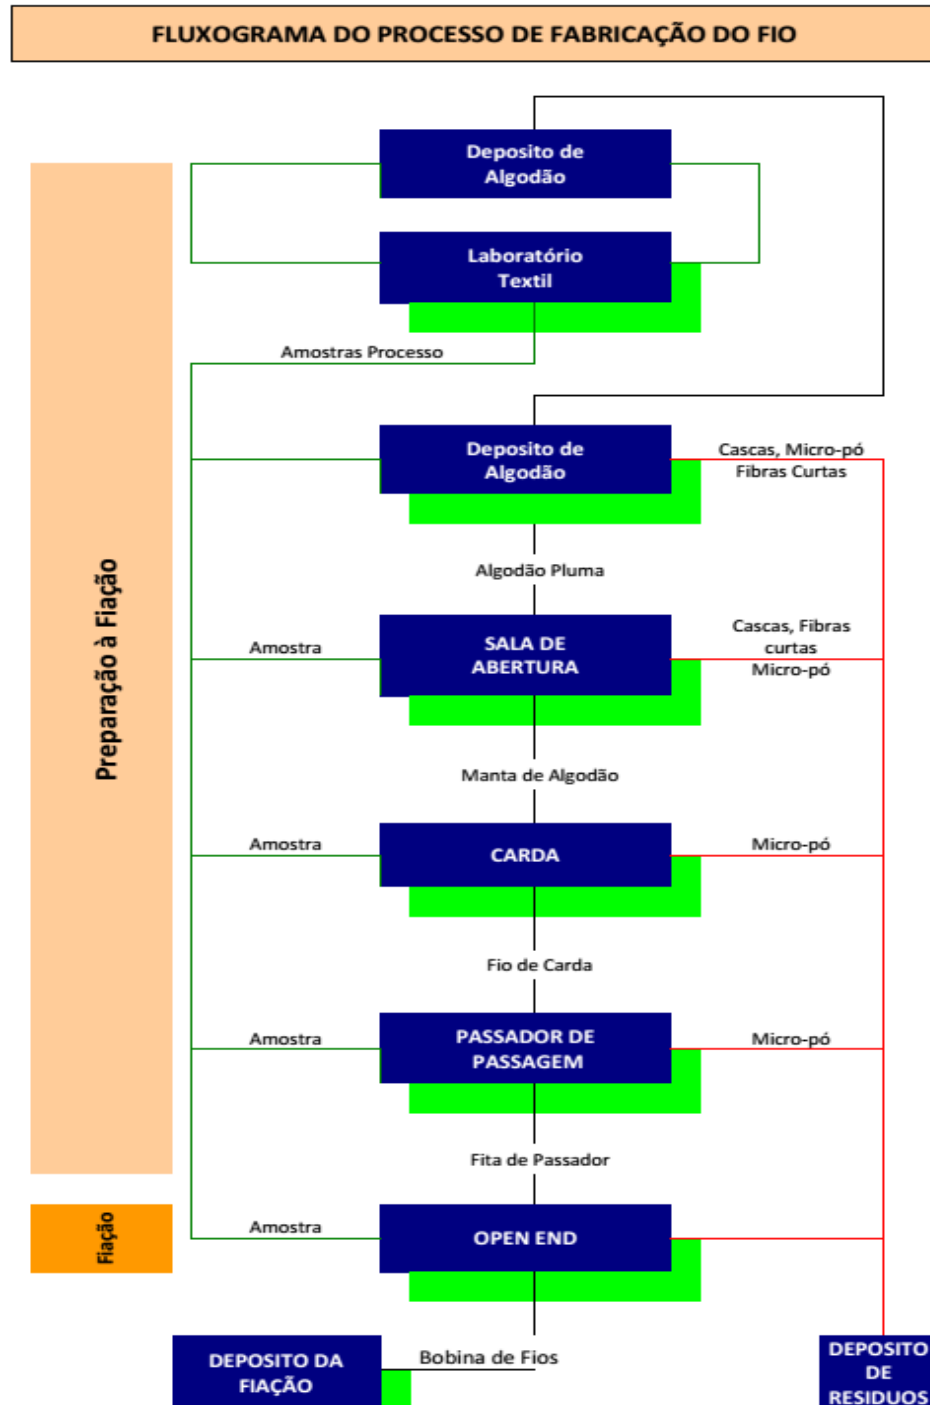 FLUXOGRAMA DO PROCESSO DE FABRICAÇÃO DO FIO
Deposito de
Algodão
Laboratório
Textil
Amostras Processo
Deposito de
Algodão
Cascas, Micro-pó
Fibras Curtas
Algodão Pluma
Preparação à Fiação
Amostra
SALA DE
ABERTURA
Cascas, Fibras
curtas
Micro-pó
Manta de Algodão
Amostra
CARDA
Micro-pó
Fio de Carda
Amostra
PASSADOR DE
PASSAGEM
Micro-pó
Fita de Passador
Fiação
Amostra
OPEN END
Bobina de Fios
DEPOSITO DA
FIAÇÃO
DEPOSITO
DE
RESIDUOS